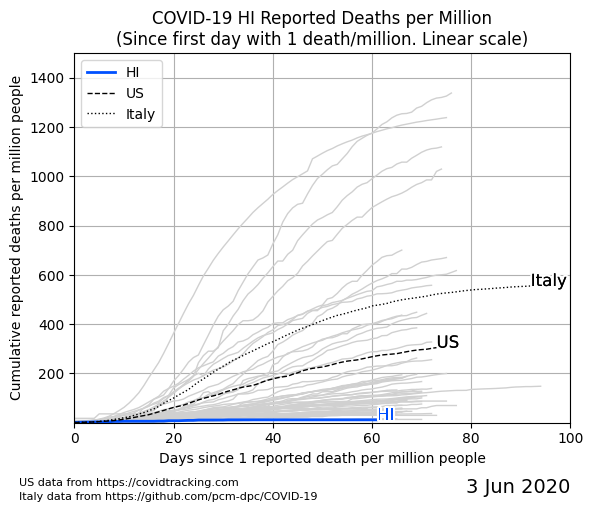 COVID-19 HI Reported Deaths per Million
(Since first day with 1 death/million. Linear scale)
Cumulative reported deaths per million people
1400
1200
1000
800
600
400
200
HI
US
Italy
Italy
US
HI
0
20
40
60
80
100
Days since 1 reported death per million people
US data from https://covidtracking.com
Italy data from https://github.com/pcm-dpc/COVID-19
3 Jun 2020